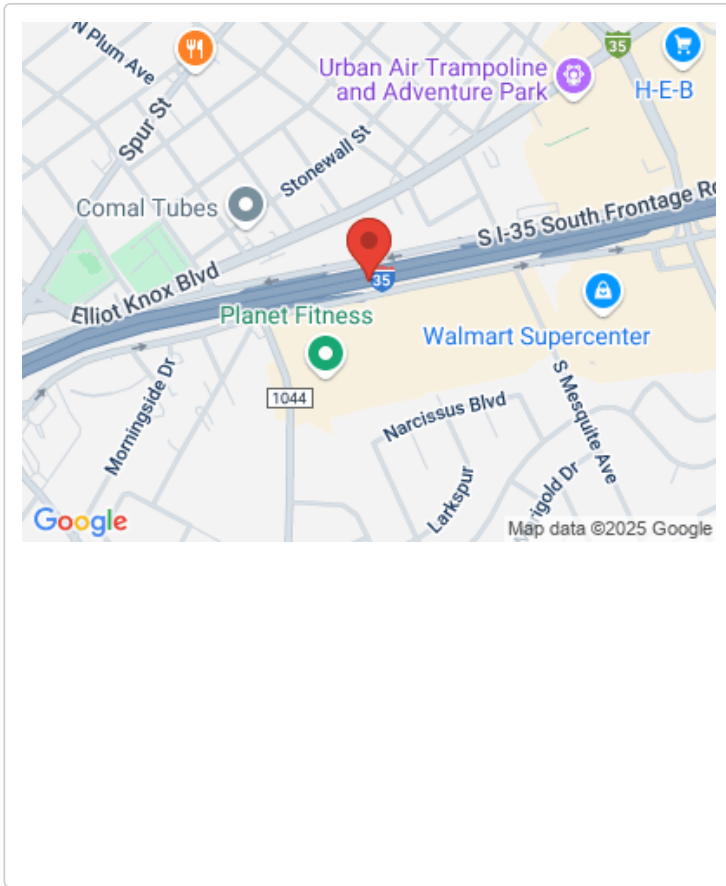 N Plum Ave
Spur St
Urban Air Trampoline
and Adventure Park
35
H-E-B
Stonewall St
Comal Tubes
S I-35 South Frontage Rd
Elliot Knox Blvd
35
Planet Fitness
Walmart Supercenter
1044
Morningside Dr
Narcissus Blvd
S Mesquite Ave
Larkspur
Google
Map data ©2025 Google